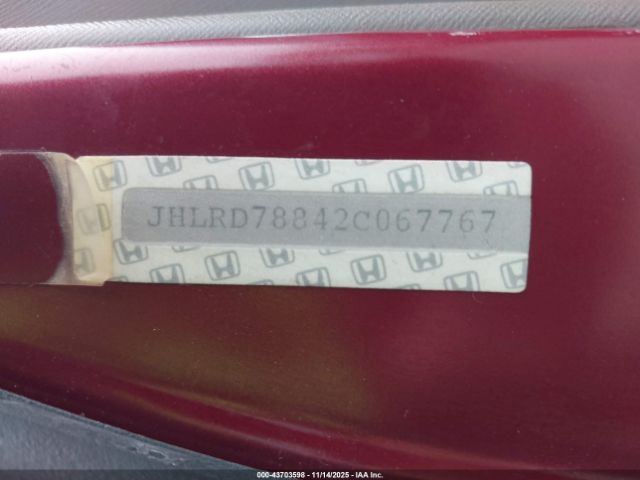 JHLRD78842C067767
000-43703598 - 11/14/2025 - IAA Inc.